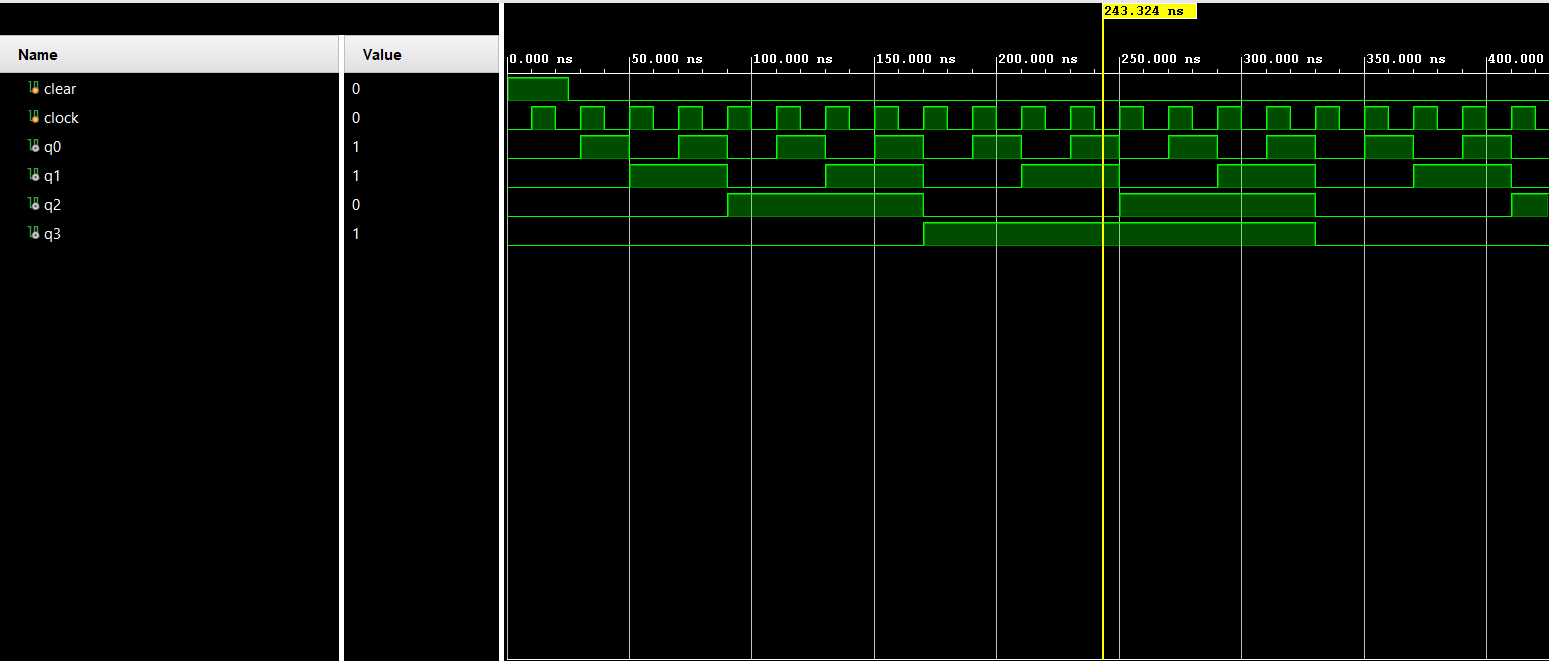 243.324 ns
Name Value
0.000 ns 50.000 ns 100.000 ns 150.000 ns 200.000 ns 250.000 ns 300.000 ns 350.000 ns 400.000
clear 0
clock 0
q0 1
q1 1
q2 0
q3 1